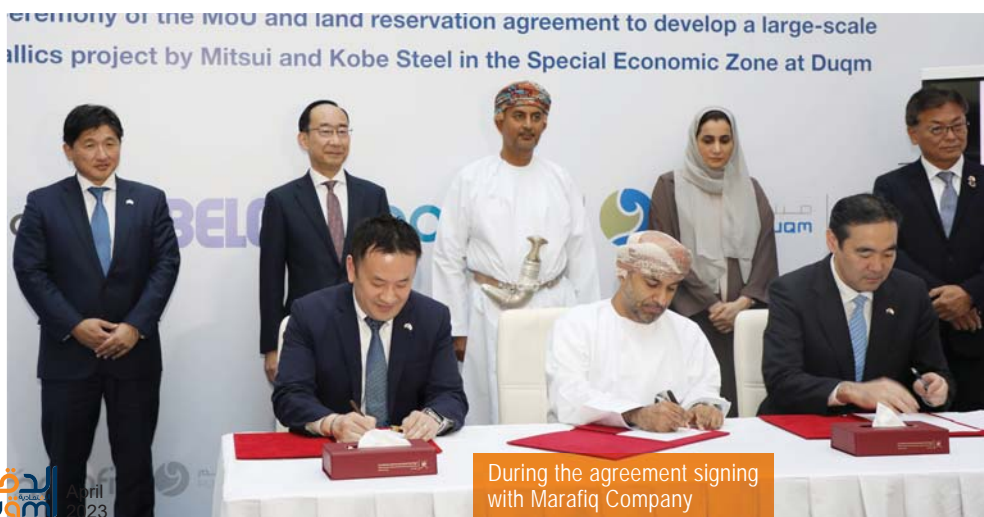 eremony of the MoU and land reservation agreement to develop a large-scale
allics project by Mitsui and Kobe Steel in the Special Economic Zone at Duqm
BEL
uqm
During the agreement signing
with Marafiq Company
April
2023